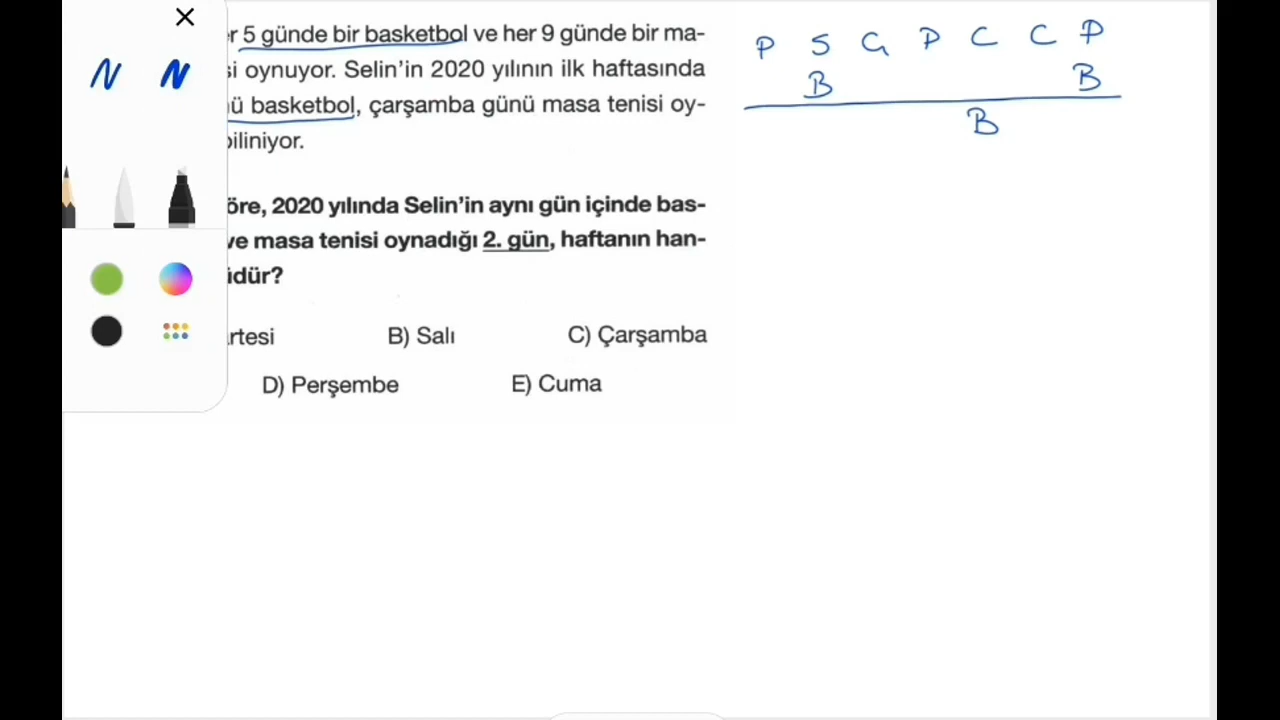 r 5 günde bir basketbol ve her 9 günde bir ma-
si oynuyor. Selin'in 2020 yılının ilk haftasında
ü basketbol, çarşamba günü masa tenisi oy-
biliniyor.
öre, 2020 yılında Selin'in aynı gün içinde bas-
ve masa tenisi oynadığı 2. gün, haftanın han-
üdür?
rtesi B) Salı C) Çarşamba
D) Perşembe E) Cuma
P S Ç P C C P
B B
B